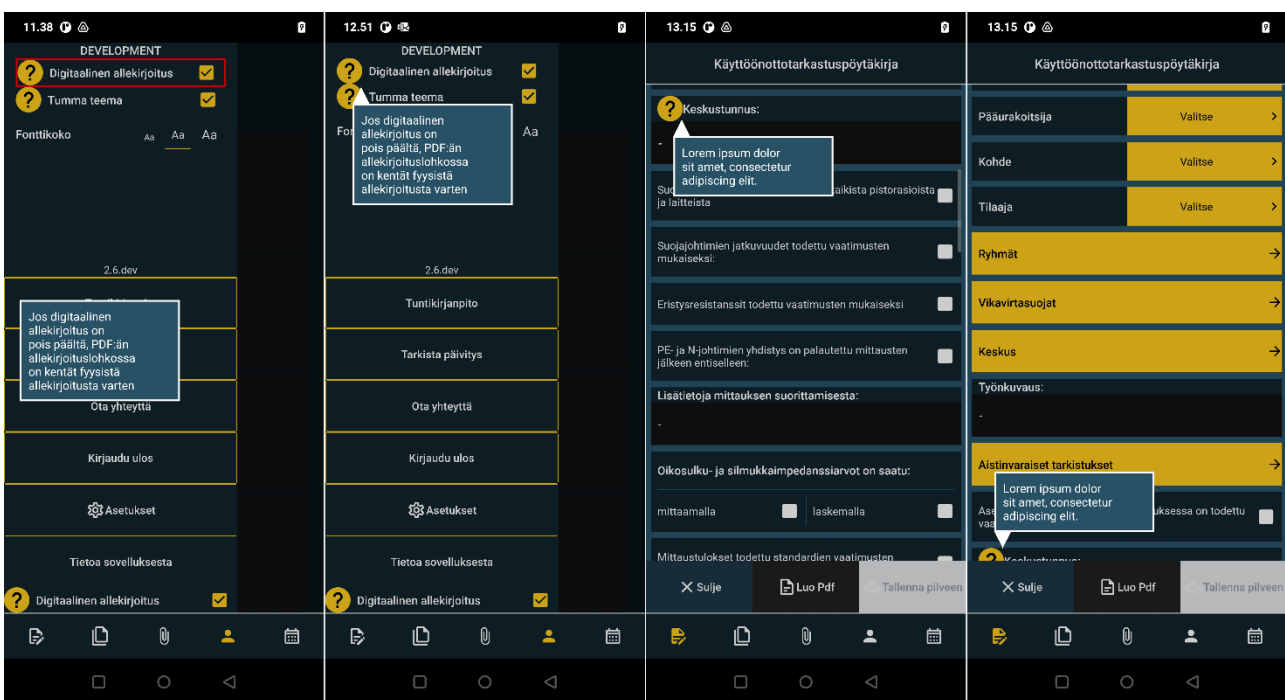 11.38
DEVELOPMENT
? Digitaalinen allekirjoitus
? Tumma teema
Fonttikoko Aa Aa Aa
2.6.dev
Jos digitaalinen
allekirjoitus on
pois päältä, PDF:än
allekirjoituslohkossa
on kentät fyysistä
allekirjoitusta varten
Ota yhteyttä
Kirjaudu ulos
Asetukset
Tietoa sovelluksesta
? Digitaalinen allekirjoitus
12.51
DEVELOPMENT
? Digitaalinen allekirjoitus
? Tumma teema
Jos digitaalinen
allekirjoitus on
pois päältä, PDF:än
allekirjoituslohkossa
on kentät fyysistä
allekirjoitusta varten
Aa
2.6.dev
Tuntikirjanpito
Tarkista päivitys
Ota yhteyttä
Kirjaudu ulos
Asetukset
Tietoa sovelluksesta
? Digitaalinen allekirjoitus
13.15
Käyttöönottotarkastuspöytäkirja
? Keskustunnus:
-
Lorem ipsum dolor
sit amet, consectetur
adipiscing elit.
pistorasioista
ja laitteista
Suojajohtimien jatkuvuudet todettu vaatimusten
mukaiseksi:
Eristysresistanssit todettu vaatimusten mukaiseksi
PE- ja N-johtimien yhdistys on palautettu mittausten
jälkeen entiselleen:
Lisätietoja mittauksen suorittamisesta:
-
Oikosulku- ja silmukkaimpedanssiarvot on saatu:
mittaamalla laskemalla
Mittaustulokset todettu standardien vaatimusten
Sulje Luo Pdf Tallenna pilveen
13.15
Käyttöönottotarkastuspöytäkirja
Pääurakoitsija Valitse
Kohde Valitse
Tilaaja Valitse
Ryhmät
Vikavirtasuojat
Keskus
Työnkuvaus:
-
Aistinvaraiset tarkistukset
Lorem ipsum dolor
sit amet, consectetur
adipiscing elit.
on todettu
? Keskustunnus:
Sulje Luo Pdf Tallenna pilveen